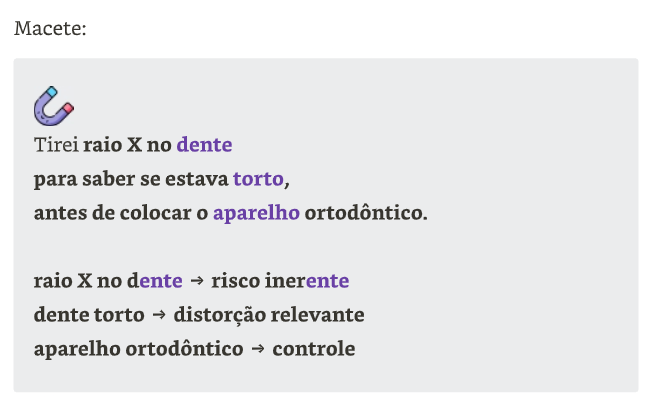 Macete:
Tirei raio X no dente
para saber se estava torto,
antes de colocar o aparelho ortodôntico.
raio X no dente → risco inerente
dente torto → distorção relevante
aparelho ortodôntico → controle